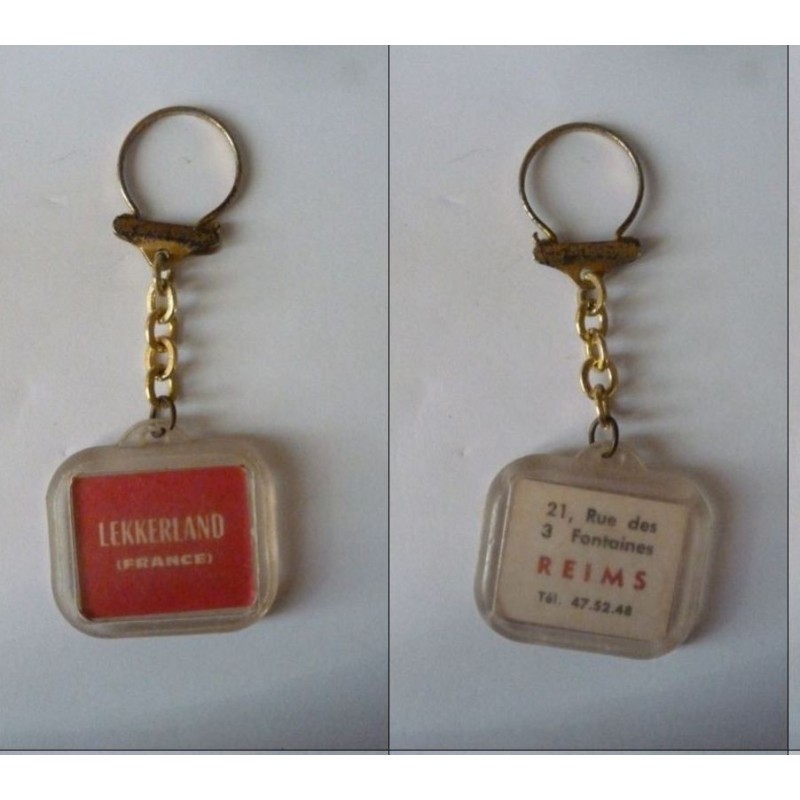 LEKKERLAND
(FRANCE)
21, Rue des
3 Fontaines
REIMS
Tél. 47.52.48